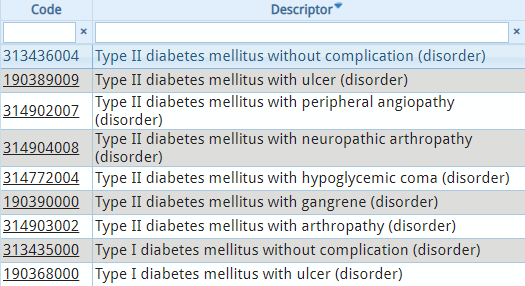 Code Descriptor
× ×
313436004 Type II diabetes mellitus without complication (disorder)
190389009 Type II diabetes mellitus with ulcer (disorder)
314902007 Type II diabetes mellitus with peripheral angiopathy
(disorder)
314904008 Type II diabetes mellitus with neuropathic arthropathy
(disorder)
314772004 Type II diabetes mellitus with hypoglycemic coma (disorder)
190390000 Type II diabetes mellitus with gangrene (disorder)
314903002 Type II diabetes mellitus with arthropathy (disorder)
313435000 Type I diabetes mellitus without complication (disorder)
190368000 Type I diabetes mellitus with ulcer (disorder)